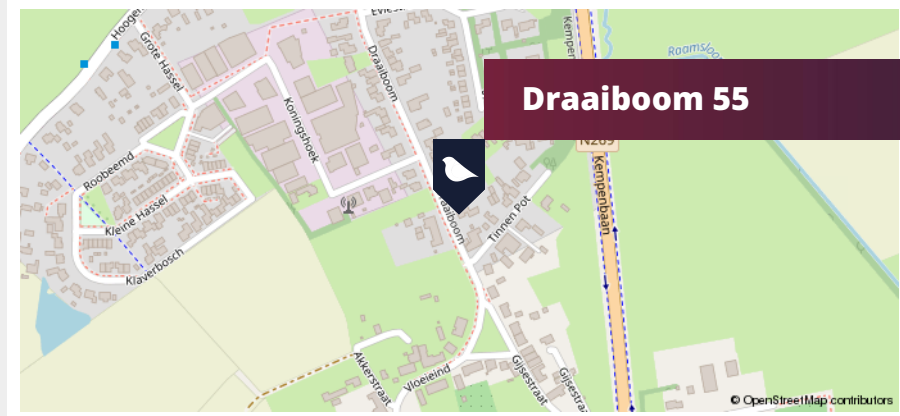 Draaiboom
Grote Hassel
Raamsloo
Draaiboom 55
Koningshoek
N269
Kempenbaan
Roobeemd
Kleine Hassel
Tinnen Pot
Klaverbosch
Akkerstraat
Vloeieind
Gijsestraat
© OpenStreetMap contributors